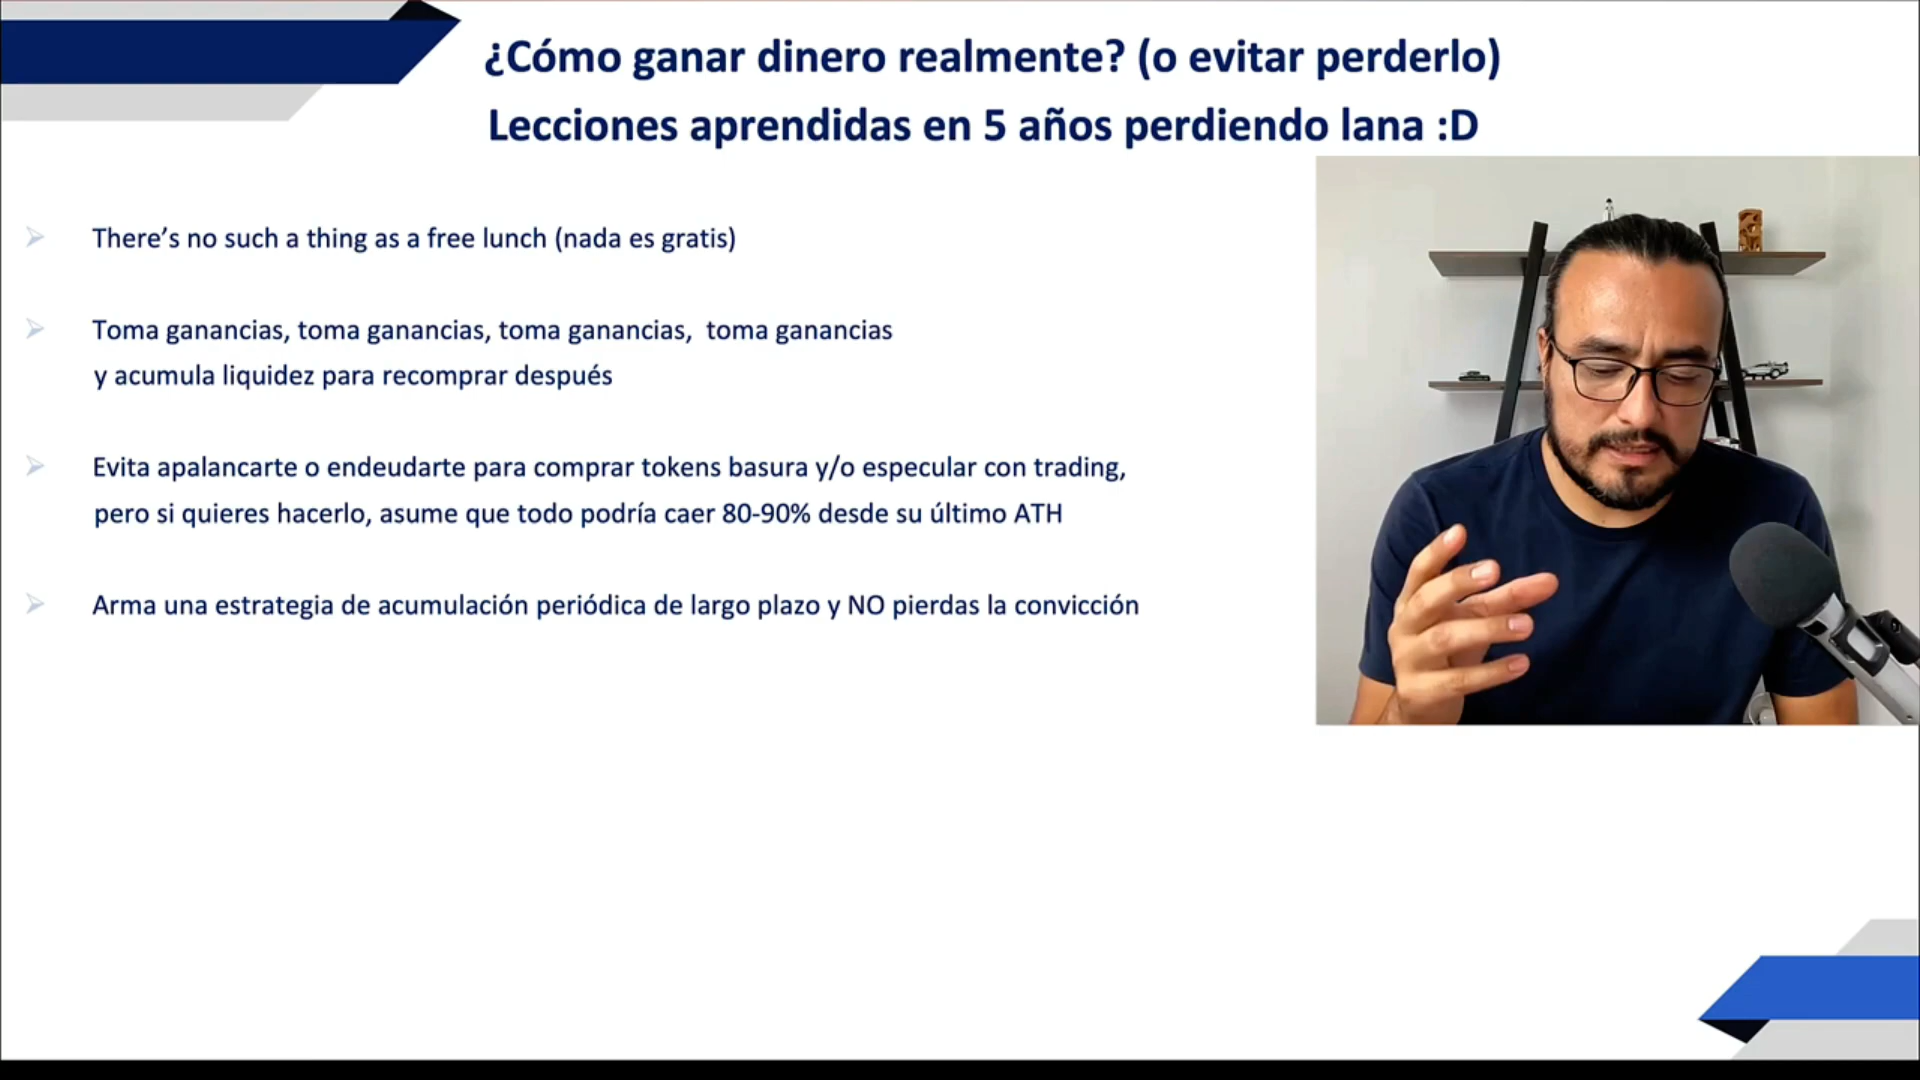 ¿Cómo ganar dinero realmente? (o evitar perderlo)
Lecciones aprendidas en 5 años perdiendo lana :D
There’s no such a thing as a free lunch (nada es gratis)
Toma ganancias, toma ganancias, toma ganancias,  toma ganancias
y acumula liquidez para recomprar después
Evita apalancarte o endeudarte para comprar tokens basura y/o especular con trading,
pero si quieres hacerlo, asume que todo podría caer 80-90% desde su último ATH
Arma una estrategia de acumulación periódica de largo plazo y NO pierdas la convicción